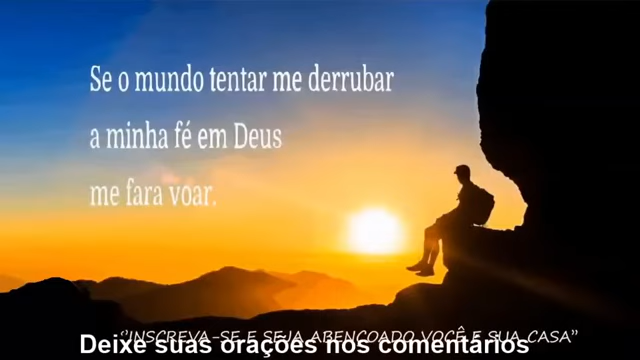 Se o mundo tentar me derrubar
a minha fé em Deus
me fara voar.
“INSCREVA-SE E SEJA ABENÇOADO VOCÊ E SUA CASA”
Deixe suas orações nos comentários